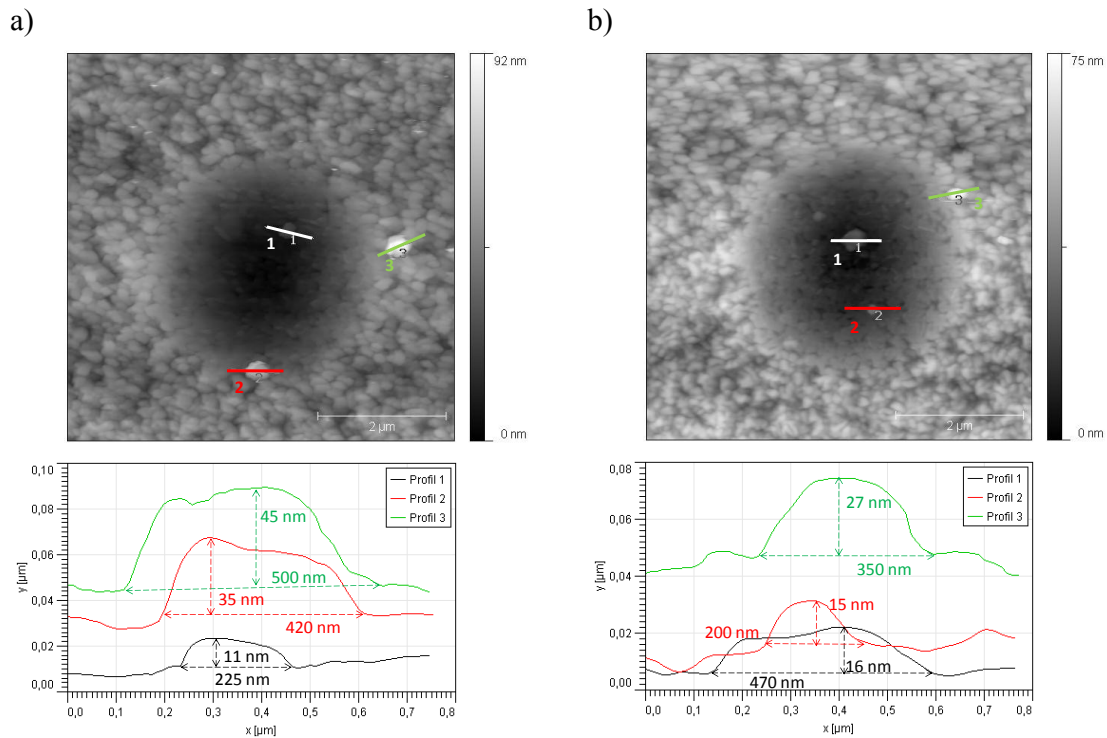 a)
92 nm
1
1
3
3
2
2
2 µm
0 nm
0,10
0,08
0,06
0,04
0,02
0,00
y [µm]
Profil 1
Profil 2
Profil 3
45 nm
500 nm
35 nm
420 nm
11 nm
225 nm
0,0 0,1 0,2 0,3 0,4 0,5 0,6 0,7 0,8
x [µm]
b)
75 nm
3
3
1
1
2
2
2 µm
0 nm
0,08
0,06
0,04
0,02
0,00
y [µm]
Profil 1
Profil 2
Profil 3
27 nm
350 nm
15 nm
200 nm
16 nm
470 nm
0,0 0,1 0,2 0,3 0,4 0,5 0,6 0,7 0,8
x [µm]